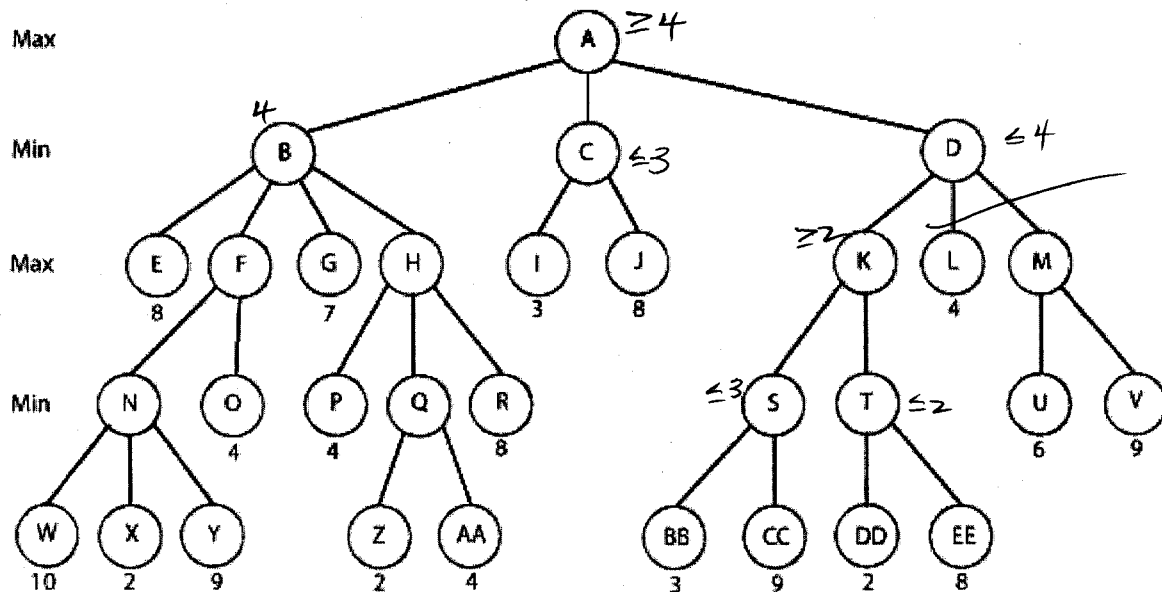 Max A ≥4
4
Min B C ≤3 D ≤4
Max E F G H I J ≥2 K L M
8 7 3 8 4
Min N O P Q R ≤3 S T ≤2 U V
4 4 8 6 9
W X Y Z AA BB CC DD EE
10 2 9 2 4 3 9 2 8